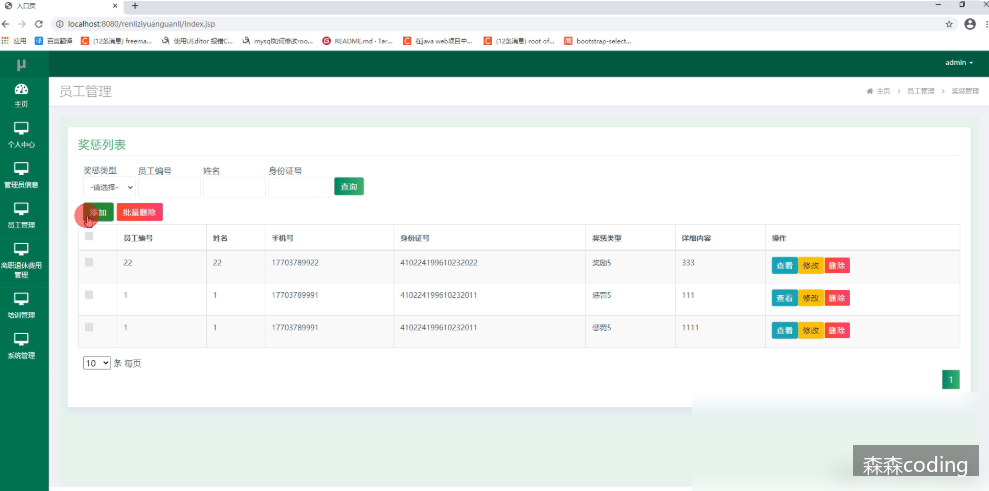 入口页
localhost:8080/renliziyuanguanli/index.jsp
应用 百度翻译 (12条消息) freema... 使用UEditor 报错C... mysql如何修改roo... README.md · Ter... 在java web项目中... (12条消息) root of... bootstrap-select...
μ admin
主页
个人中心
管理员信息
员工管理
离职退休费用
管理
培训管理
系统管理
员工管理 主页 > 员工管理 > 奖惩管理
奖惩列表
奖惩类型 员工编号 姓名 身份证号
-请选择- 查询
添加 批量删除
员工编号 姓名 手机号 身份证号 奖惩类型 详细内容 操作
22 22 17703789922 410224199610232022 奖励5 333 查看 修改 删除
1 1 17703789991 410224199610232011 惩罚5 111 查看 修改 删除
1 1 17703789991 410224199610232011 惩罚5 1111 查看 修改 删除
10 条 每页
1
森森coding